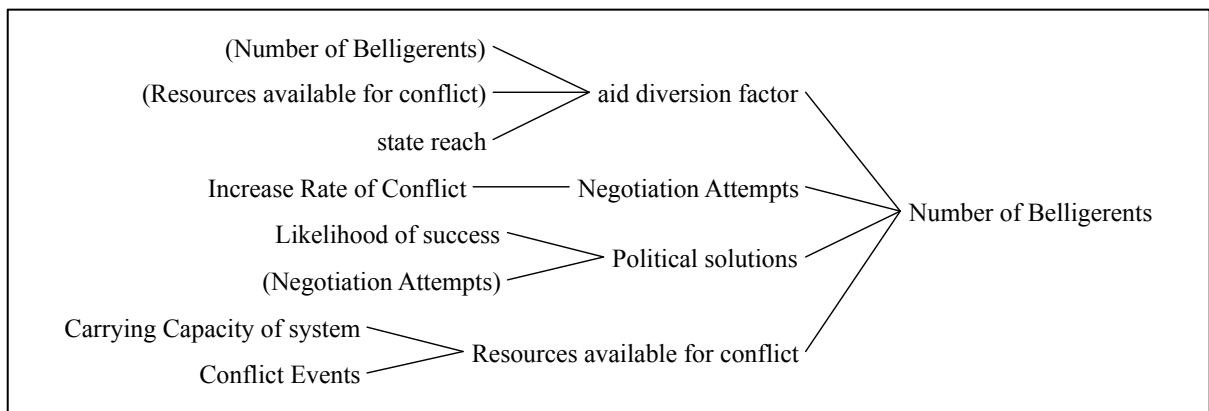 (Number of Belligerents)
(Resources available for conflict)
aid diversion factor
state reach
Increase Rate of Conflict
Negotiation Attempts
Number of Belligerents
Likelihood of success
Political solutions
(Negotiation Attempts)
Carrying Capacity of system
Resources available for conflict
Conflict Events